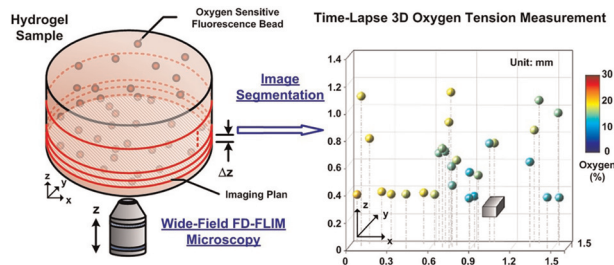 Hydrogel
Sample
Oxygen Sensitive
Fluorescence Bead
Δz
Imaging Plan
z
y
x
z
Wide-Field FD-FLIM
Microscopy
Image
Segmentation
Time-Lapse 3D Oxygen Tension Measurement
Unit: mm
1.4
1.2
1.0
0.8
0.6
0.4
0.2
0
z
y
x
0
0.3
0.6
0.9
1.2
1.5
1.5
30
20
10
0
Oxygen
(%)